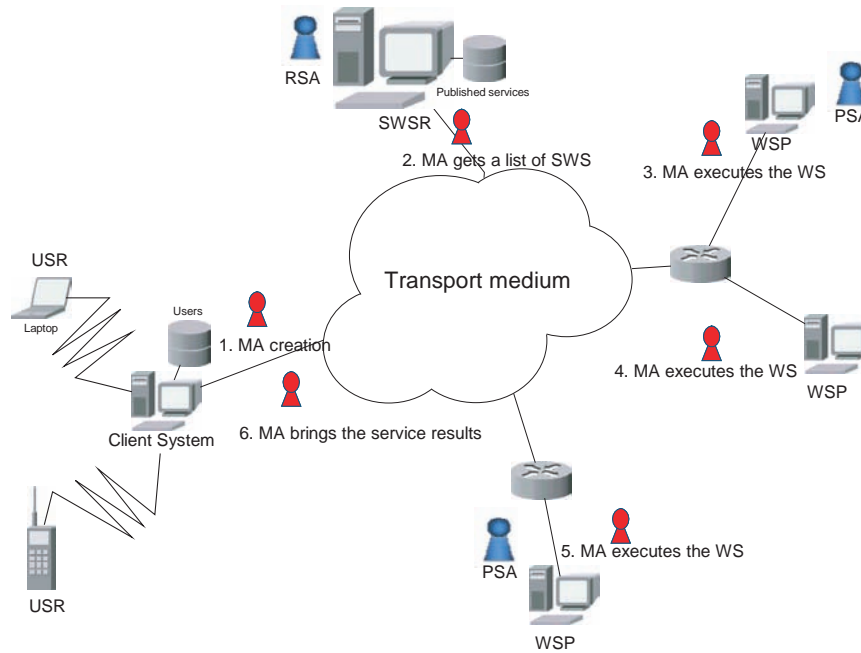 RSA
Published services
SWSR
2. MA gets a list of SWS
WSP
PSA
3. MA executes the WS
USR
Laptop
Users
1. MA creation
Transport medium
4. MA executes the WS
WSP
Client System
6. MA brings the service results
USR
PSA
5. MA executes the WS
WSP